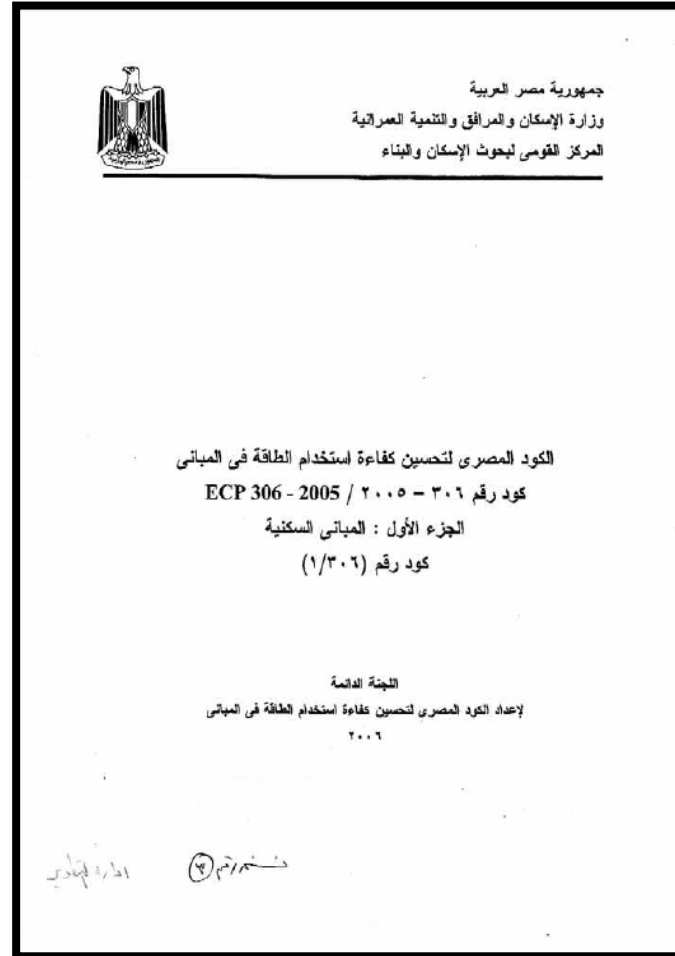 جمهورية مصر العربية
وزارة الإسكان والمرافق والتنمية العمرانية
المركز القومى لبحوث الإسكان والبناء
الكود المصرى لتحسين كفاءة استخدام الطاقة فى المبانى
كود رقم ٣٠٦ – ٢٠٠٥ / ECP 306 - 2005
الجزء الأول : المبانى السكنية
كود رقم (١/٣٠٦)
اللجنة الدائمة
لإعداد الكود المصرى لتحسين كفاءة استخدام الطاقة فى المبانى
٢٠٠٦